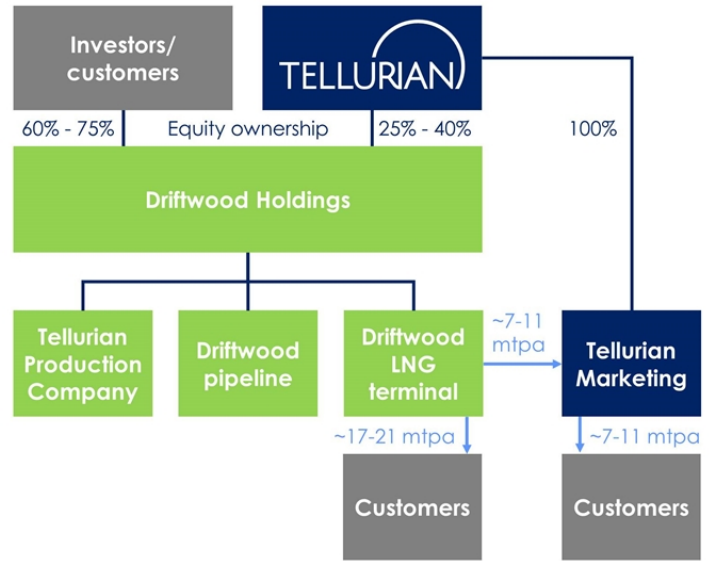 Investors/
customers
TELLURIAN
60% - 75%
Equity ownership
25% - 40%
100%
Driftwood Holdings
Tellurian
Production
Company
Driftwood
pipeline
Driftwood
LNG
terminal
~7-11
mtpa
Tellurian
Marketing
~17-21 mtpa
~7-11 mtpa
Customers
Customers